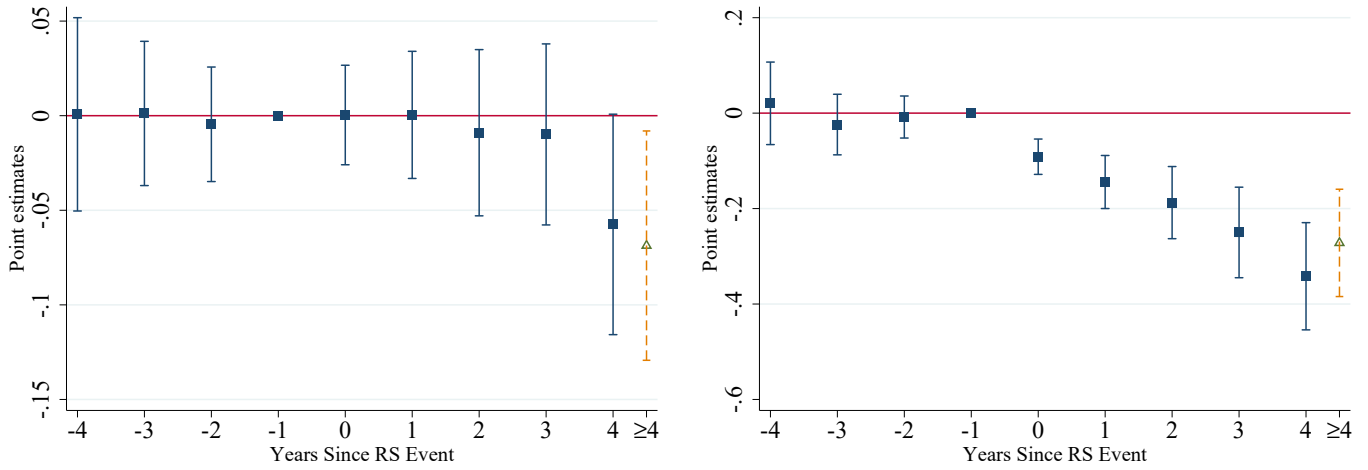 Point estimates
.05
0
-.05
-.1
-.15
-4 -3 -2 -1 0 1 2 3 4 ≥4
Years Since RS Event
Point estimates
.2
0
-.2
-.4
-.6
-4 -3 -2 -1 0 1 2 3 4 ≥4
Years Since RS Event